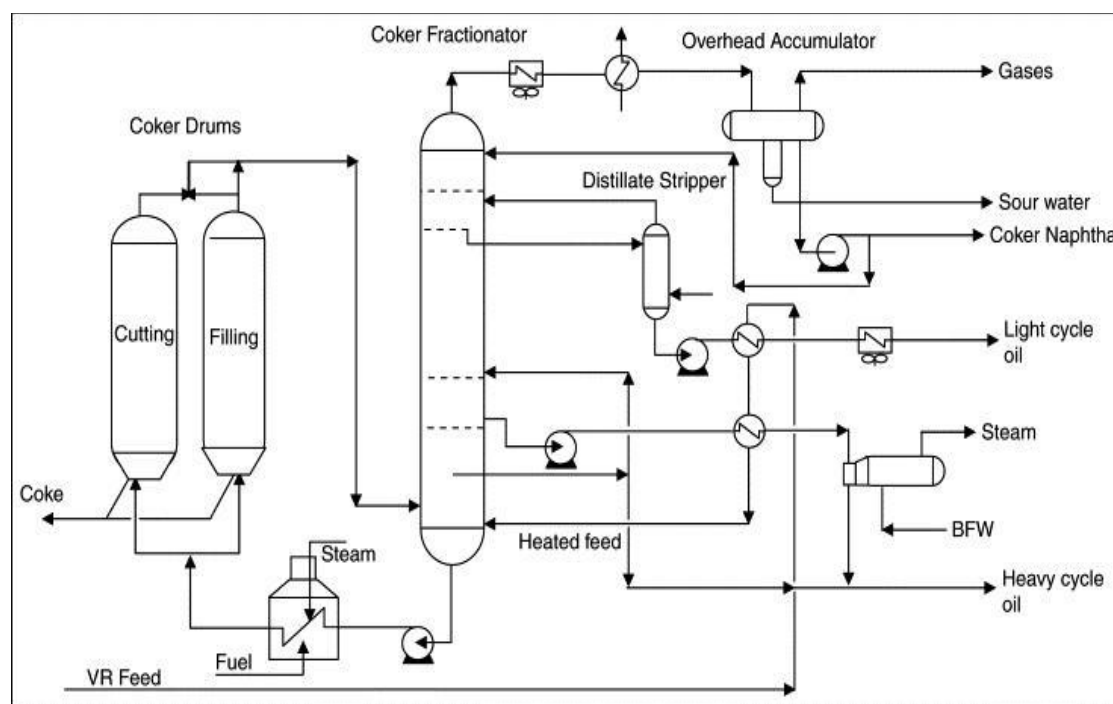 Coker Fractionator
Overhead Accumulator
Gases
Coker Drums
Distillate Stripper
Sour water
Coker Naphtha
Cutting
Filling
Light cycle
oil
Steam
Coke
BFW
Heated feed
Steam
Heavy cycle
oil
Fuel
VR Feed